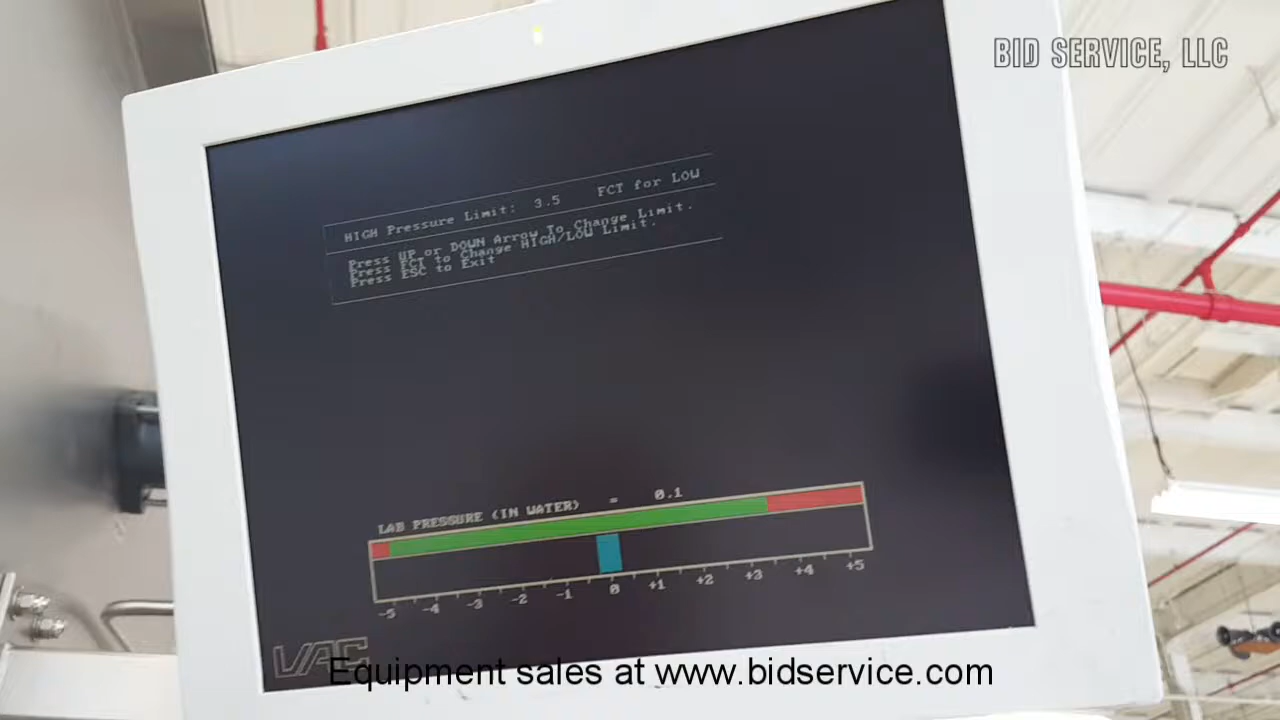 BID SERVICE, LLC
HIGH Pressure Limit: 3.5 FCT for LOW
Press UP or DOWN Arrow To Change Limit.
Press FCT to Change HIGH/LOW Limit.
Press ESC to Exit
LAB PRESSURE (IN WATER) = 0.1
-5 -4 -3 -2 -1 0 +1 +2 +3 +4 +5
VAC
Equipment sales at www.bidservice.com